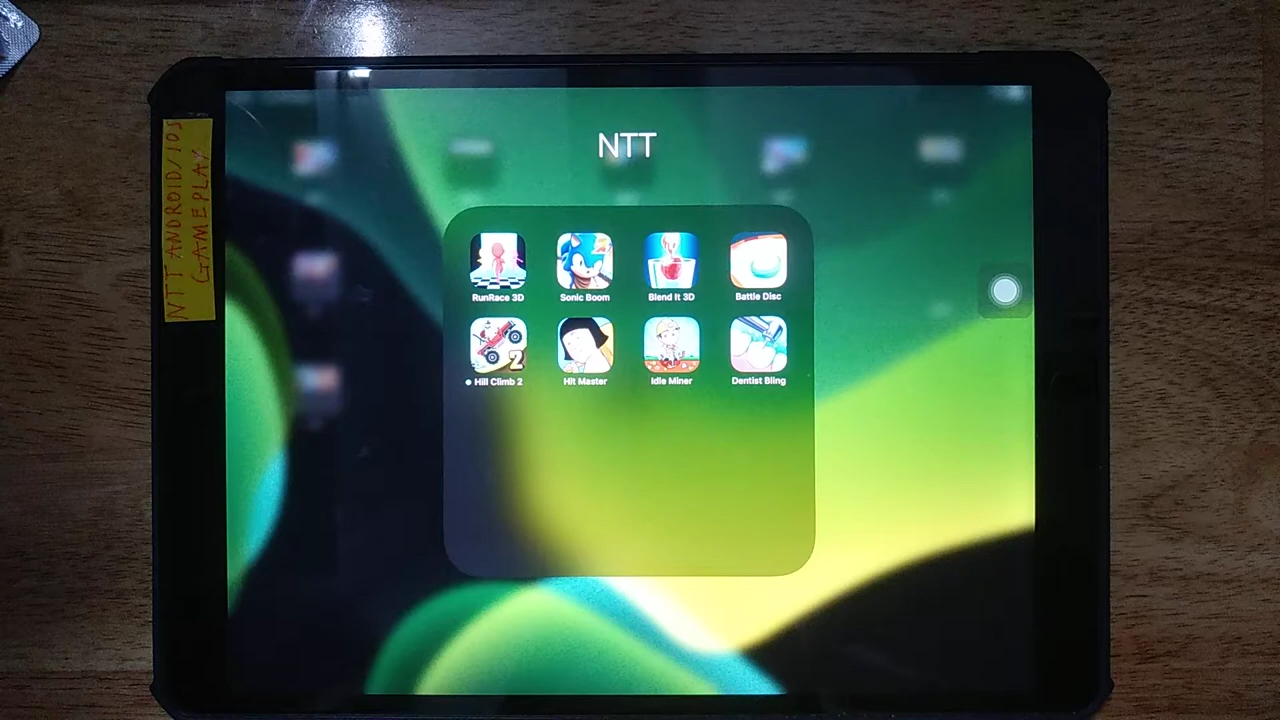 NTT ANDROID/IOS
GAMEPLAY
NTT
RunRace 3D
Sonic Boom
Blend It 3D
Battle Disc
2
Hill Climb 2
Hit Master
Idle Miner
Dentist Bling